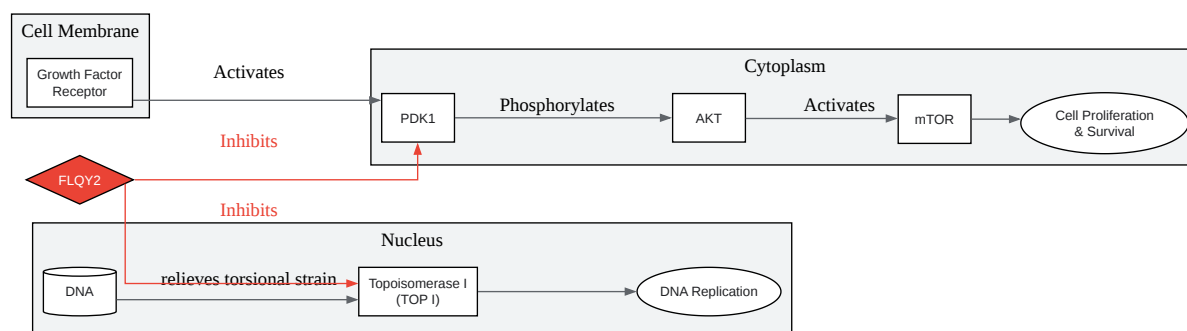 Cell Membrane
Growth Factor
Receptor
Activates
Cytoplasm
PDK1
Phosphorylates
AKT
Activates
mTOR
Cell Proliferation
& Survival
Inhibits
FLQY2
Inhibits
Nucleus
DNA
relieves torsional strain
Topoisomerase I
(TOP I)
DNA Replication